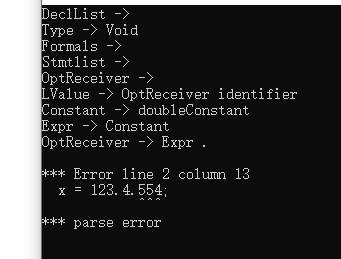 DeclList ->
Type -> Void
Formals ->
Stmtlist ->
OptReceiver ->
LValue -> OptReceiver identifier
Constant -> doubleConstant
Expr -> Constant
OptReceiver -> Expr .
*** Error line 2 column 13
x = 123.4.554;
^^^
*** parse error